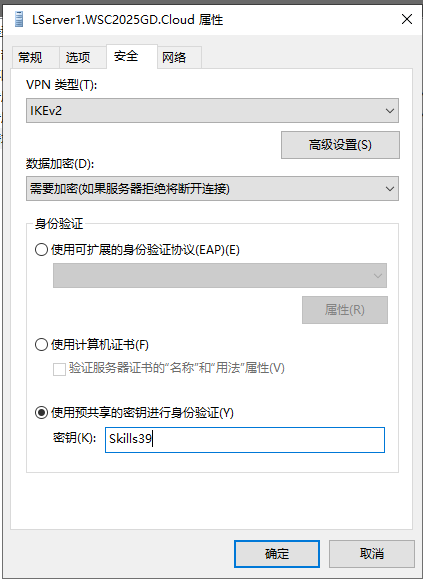 LServer1.WSC2025GD.Cloud 属性
常规 选项 安全 网络
VPN 类型(T):
IKEv2
高级设置(S)
数据加密(D):
需要加密(如果服务器拒绝将断开连接)
身份验证
使用可扩展的身份验证协议(EAP)(E)
属性(R)
使用计算机证书(F)
验证服务器证书的“名称”和“用法”属性(V)
使用预共享的密钥进行身份验证(Y)
密钥(K): Skills39
确定 取消